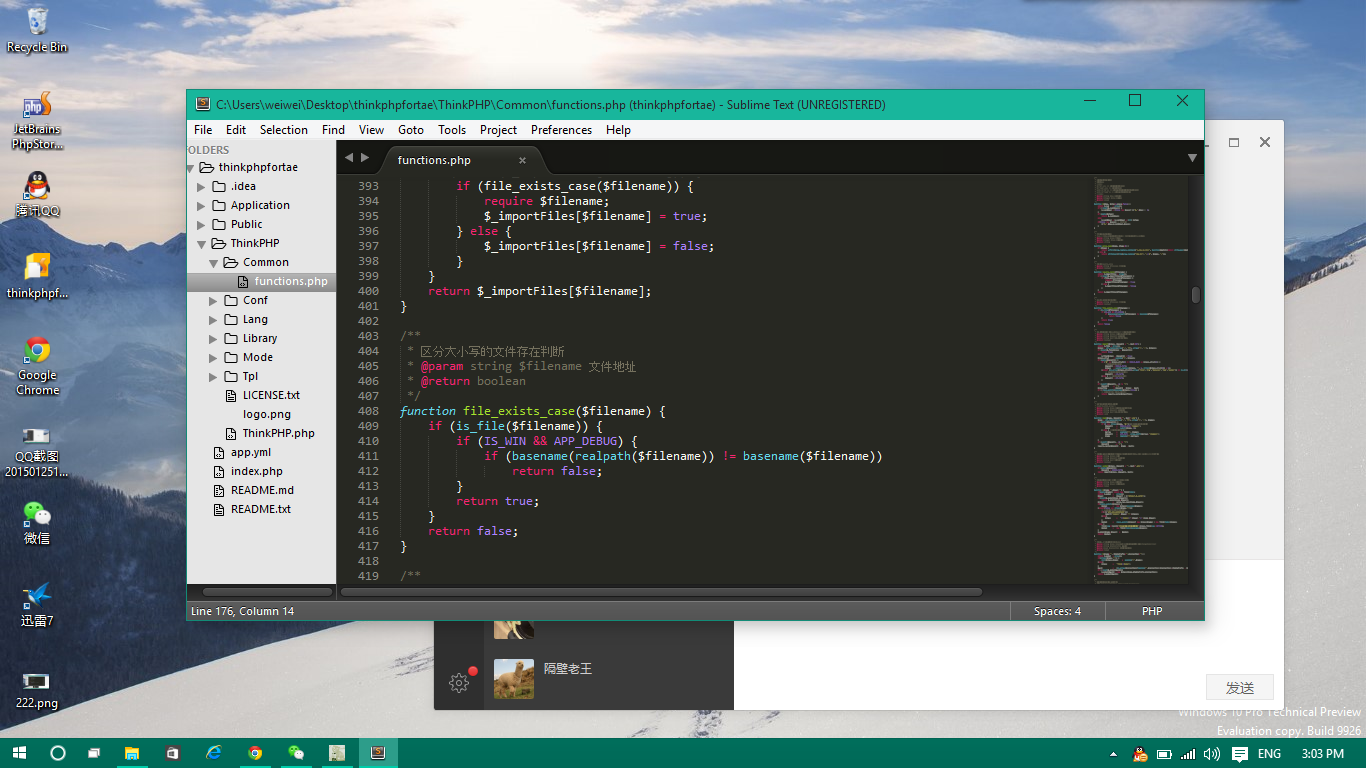 Recycle Bin
JetBrains
PhpStor...
腾讯QQ
thinkphpf...
Google
Chrome
QQ截图
201501251...
微信
迅雷7
222.png
C:\Users\weiwei\Desktop\thinkphpfortae\ThinkPHP\Common\functions.php (thinkphpfortae) - Sublime Text (UNREGISTERED)
File Edit Selection Find View Goto Tools Project Preferences Help
OLDERS
thinkphpfortae
.idea
Application
Public
ThinkPHP
Common
functions.php
Conf
Lang
Library
Mode
Tpl
LICENSE.txt
logo.png
ThinkPHP.php
app.yml
index.php
README.md
README.txt
functions.php
393 if (file_exists_case($filename)) {
394 require $filename;
395 $_importFiles[$filename] = true;
396 } else {
397 $_importFiles[$filename] = false;
398 }
399 }
400 return $_importFiles[$filename];
401 }
402
403 /**
404 * 区分大小写的文件存在判断
405 * @param string $filename 文件地址
406 * @return boolean
407 */
408 function file_exists_case($filename) {
409 if (is_file($filename)) {
410 if (IS_WIN && APP_DEBUG) {
411 if (basename(realpath($filename)) != basename($filename))
412 return false;
413 }
414 return true;
415 }
416 return false;
417 }
418
419 /**
Line 176, Column 14
Spaces: 4
PHP
隔壁老王
发送
Windows 10 Pro Technical Preview
Evaluation copy. Build 9926
ENG
3:03 PM